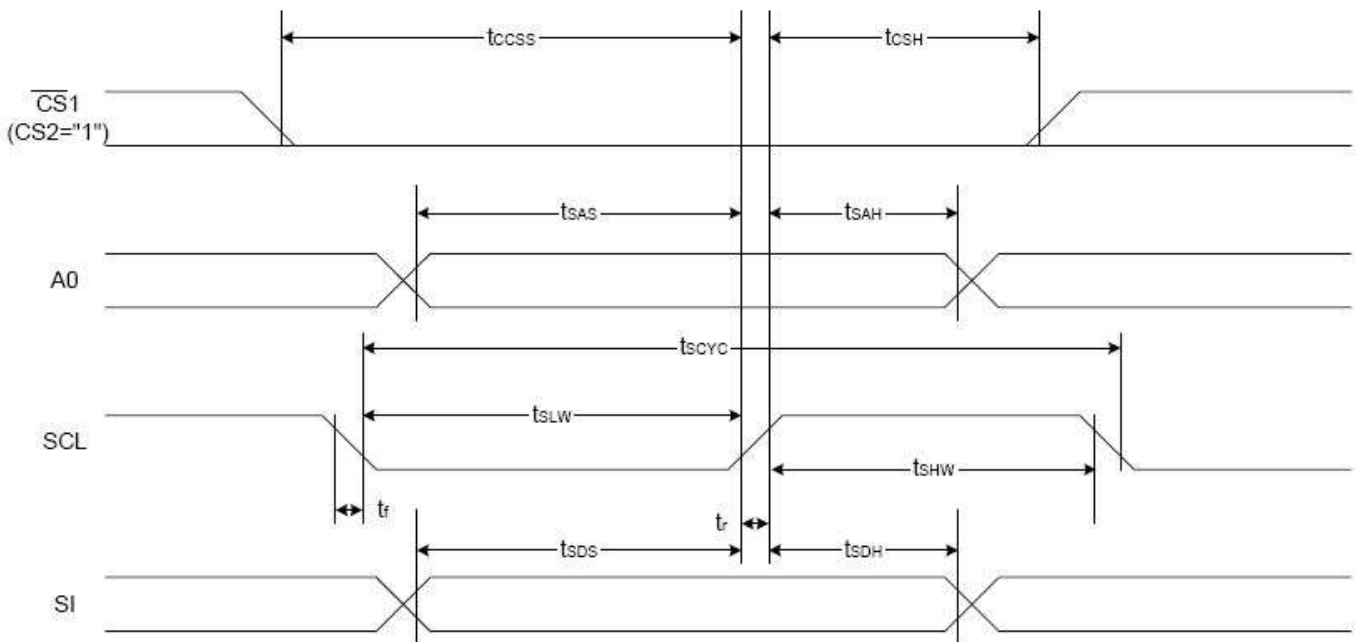 tCCSS
tCSH
CS1
(CS2="1")
tSAS
tSAH
A0
tSCYC
tSLW
SCL
tSHW
tf
tr
tSDS
tSDH
SI